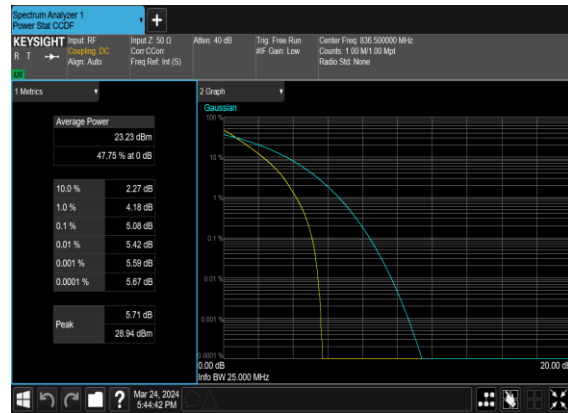 Spectrum Analyzer 1
Power Stat CCDF
KEYSIGHT
R T
LXI
Input: RF
Coupling: DC
Align: Auto
Input Z: 50 Ω
Corr CCorr
Freq Ref: Int (S)
Atten: 40 dB
Trig: Free Run
#IF Gain: Low
Center Freq: 836.500000 MHz
Counts: 1.00 M/1.00 Mpt
Radio Std: None
1 Metrics
Average Power
23.23 dBm
47.75 % at 0 dB
10.0 % 2.27 dB
1.0 % 4.18 dB
0.1 % 5.08 dB
0.01 % 5.42 dB
0.001 % 5.59 dB
0.0001 % 5.67 dB
Peak
5.71 dB
28.94 dBm
2 Graph
Gaussian
100 %
10 %
1 %
0.1 %
0.01 %
0.001 %
0.0001 %
0.00 dB
20.00 dB
Info BW 25.000 MHz
?
Mar 24, 2024
5:44:42 PM